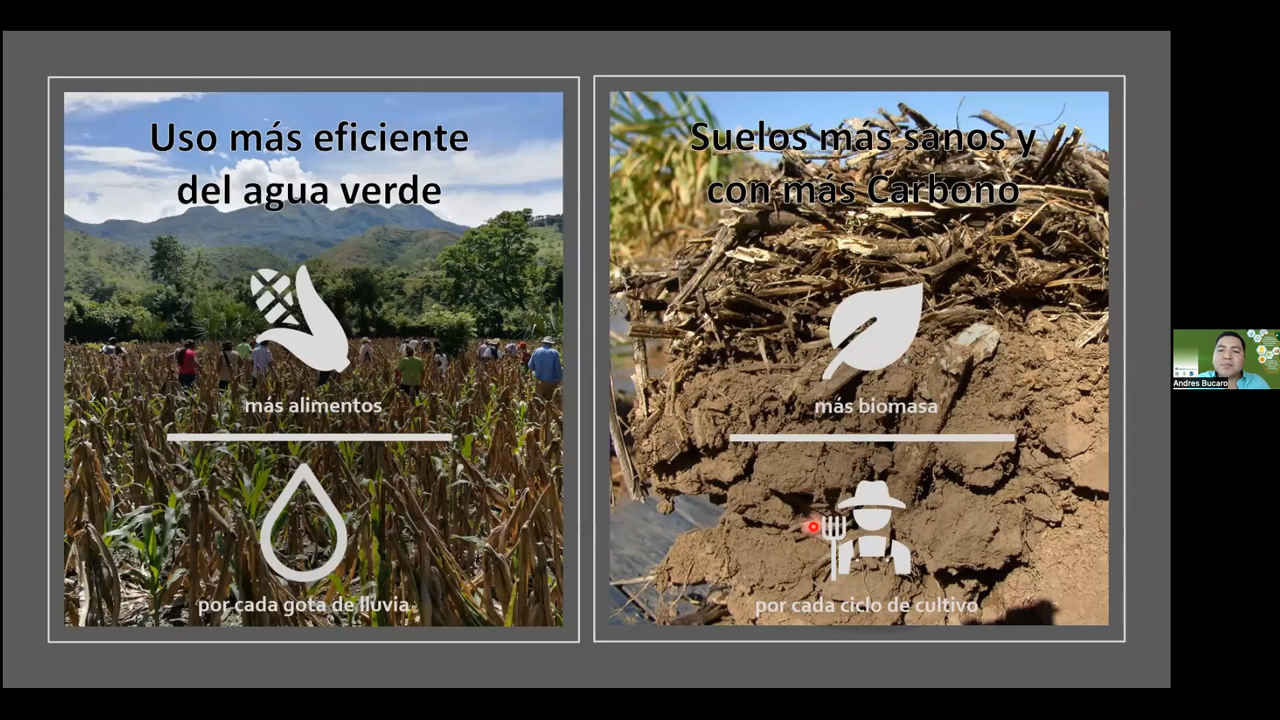 Uso más eficiente
del agua verde
más alimentos
por cada gota de lluvia
Suelos más sanos y
con más Carbono
más biomasa
por cada ciclo de cultivo
Andres Bucaro